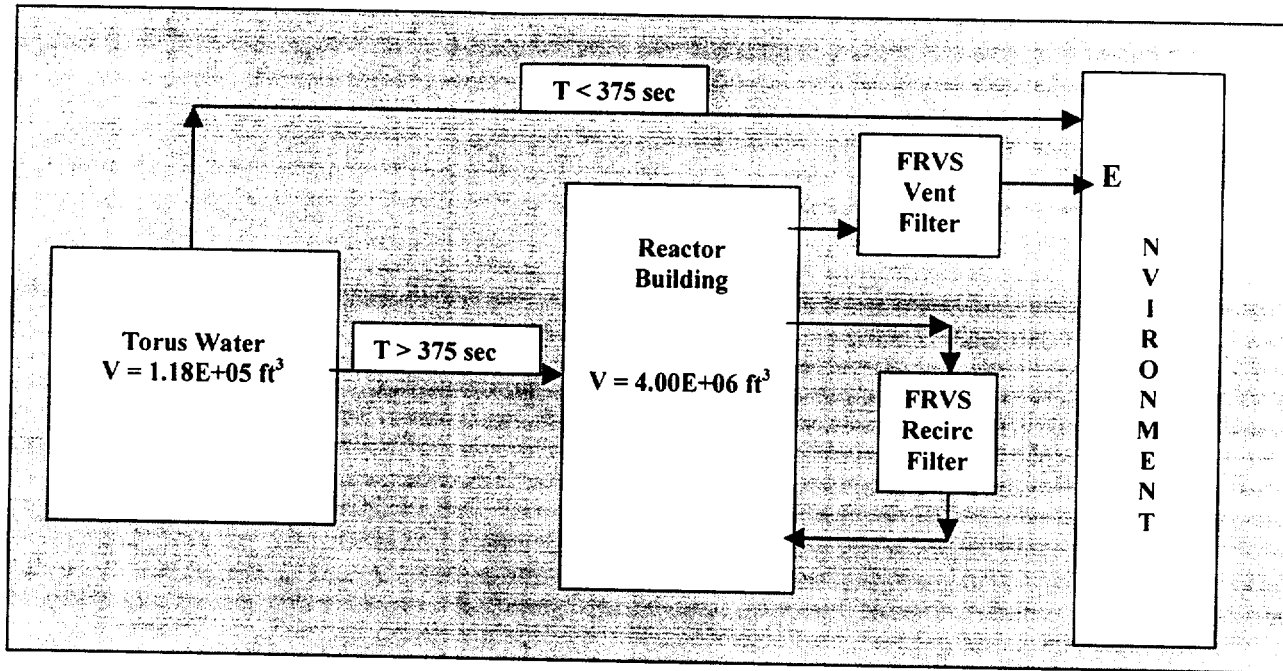 T < 375 sec
FRVS
Vent
Filter
E
N
V
I
R
O
N
M
E
N
T
Reactor
Building
V = 4.00E+06 ft³
Torus Water
V = 1.18E+05 ft³
T > 375 sec
FRVS
Recirc
Filter